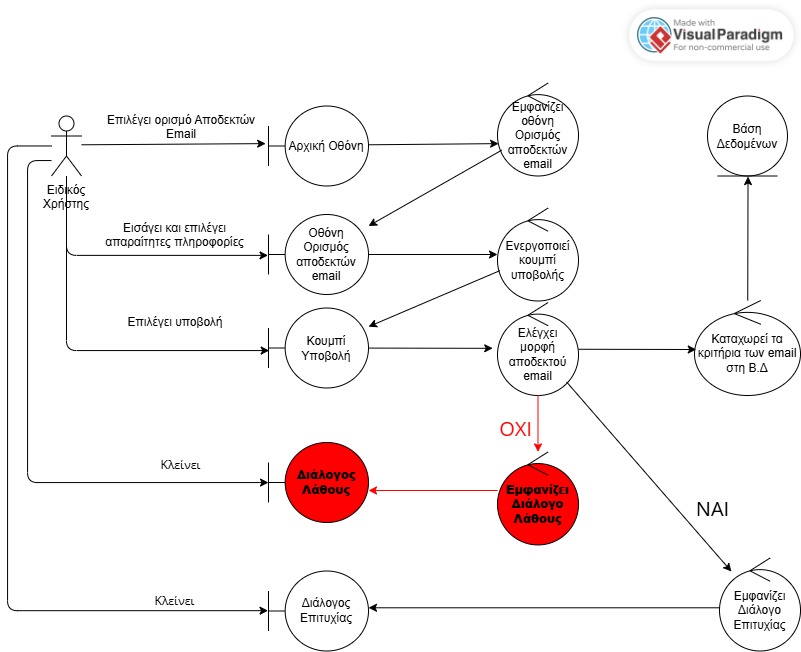 Made with
VisualParadigm
For non-commercial use
Επιλέγει ορισμό Αποδεκτών
Email
Αρχική Οθόνη
Εμφανίζει
οθόνη
Ορισμός
αποδεκτών
email
Βάση
Δεδομένων
Ειδικός
Χρήστης
Εισάγει και επιλέγει
απαραίτητες πληροφορίες
Οθόνη
Ορισμός
αποδεκτών
email
Ενεργοποιεί
κουμπί
υποβολής
Επιλέγει υποβολή
Κουμπί
Υποβολή
Ελέγχει
μορφή
αποδεκτού
email
Καταχωρεί τα
κριτήρια των email
στη Β.Δ
ΟΧΙ
Κλείνει
Διάλογος
Λάθους
Εμφανίζει
Διάλογο
Λάθους
ΝΑΙ
Κλείνει
Διάλογος
Επιτυχίας
Εμφανίζει
Διάλογο
Επιτυχίας